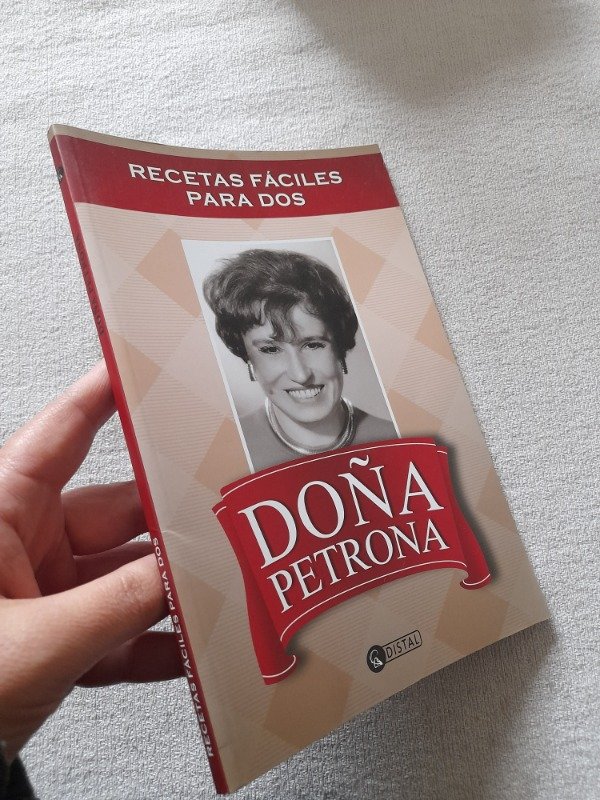 RECETAS FÁCILES
PARA DOS
DOÑA
PETRONA
DISTAL
RECETAS FÁCILES PARA DOS